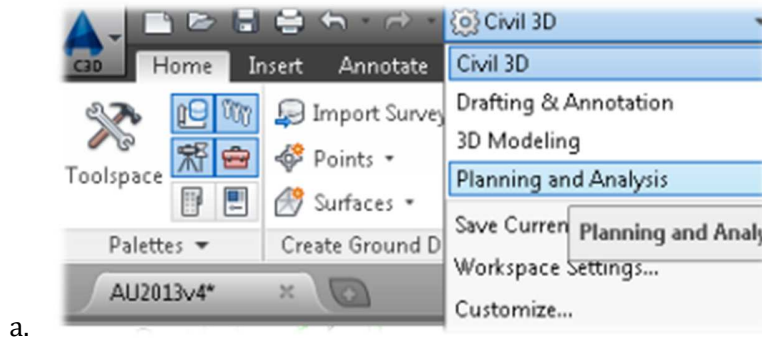 Civil 3D
C3D Home Insert Annotate Civil 3D
Import Survey Drafting & Annotation
3D Modeling
Toolspace Points Planning and Analysis
Surfaces Save Curren Planning and Analy
Palettes Create Ground D Workspace Settings...
AU2013v4* Customize...
a.